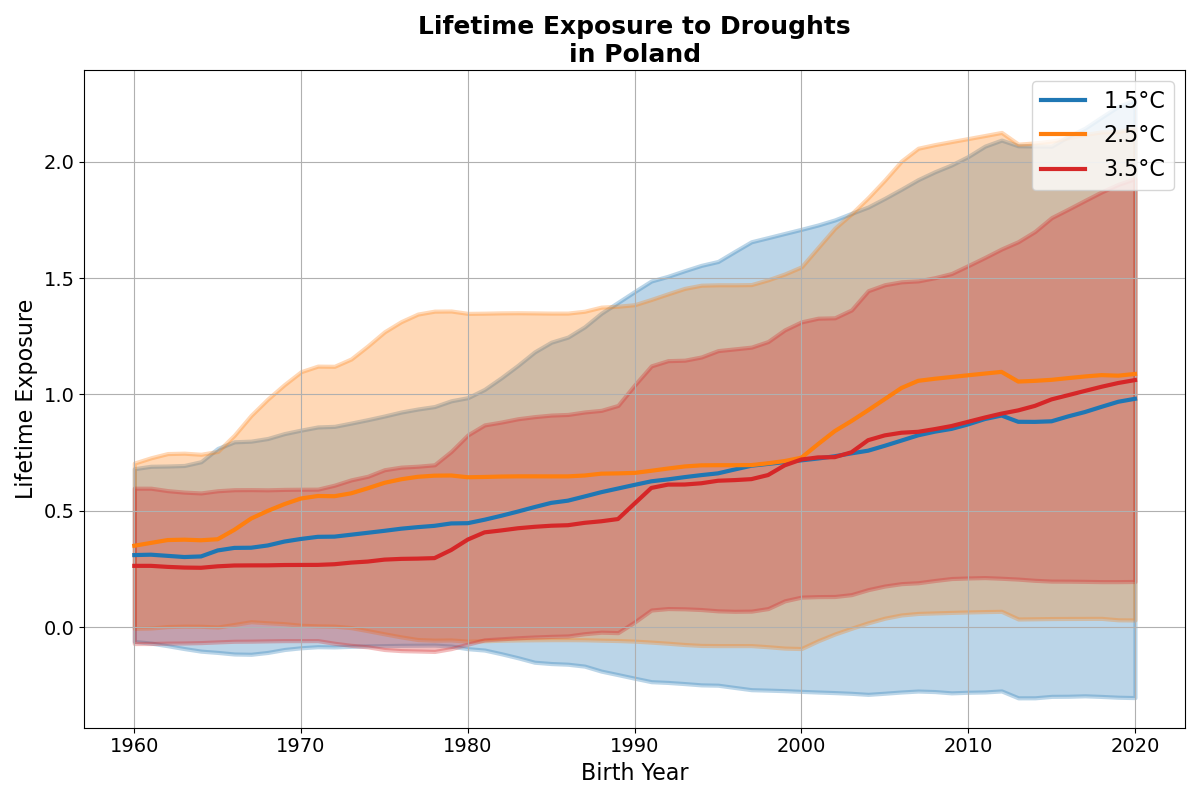 Lifetime Exposure to Droughts
in Poland
1.5°C
2.5°C
3.5°C
2.0
1.5
1.0
0.5
0.0
Lifetime Exposure
1960 1970 1980 1990 2000 2010 2020
Birth Year